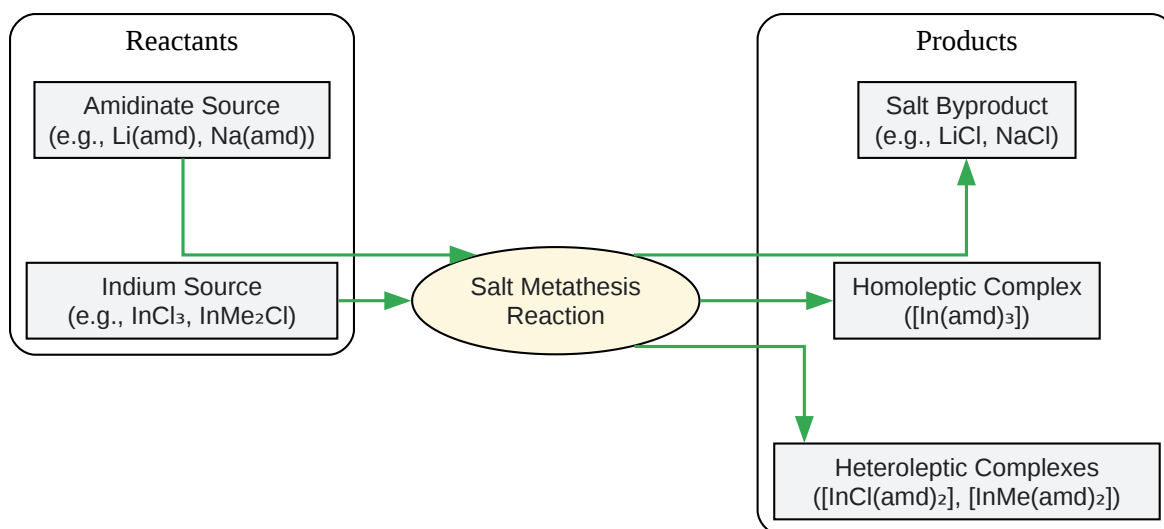 Reactants
Amidinate Source
(e.g., Li(amd), Na(amd))
Indium Source
(e.g., InCl₃, InMe₂Cl)
Salt Metathesis
Reaction
Products
Salt Byproduct
(e.g., LiCl, NaCl)
Homoleptic Complex
([In(amd)₃])
Heteroleptic Complexes
([InCl(amd)₂], [InMe(amd)₂])